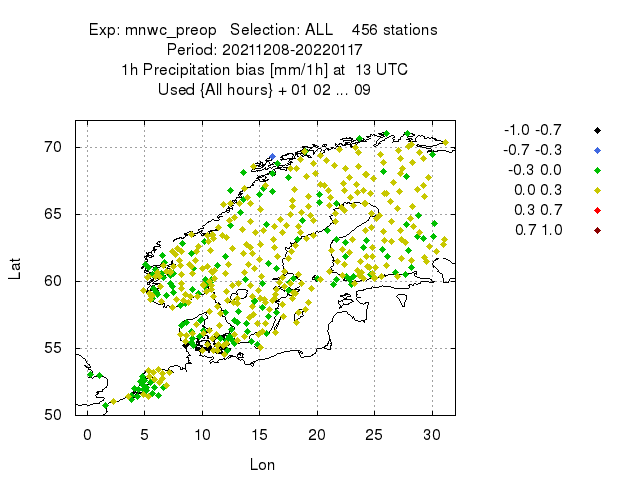 Exp: mnwc_preop   Selection: ALL    456 stations
Period: 20211208-20220117
1h Precipitation bias [mm/1h] at  13 UTC
Used {All hours} + 01 02 ... 09
-1.0 -0.7
-0.7 -0.3
-0.3 0.0
0.0 0.3
0.3 0.7
0.7 1.0
Lat
70
65
60
55
50
0 5 10 15 20 25 30
Lon